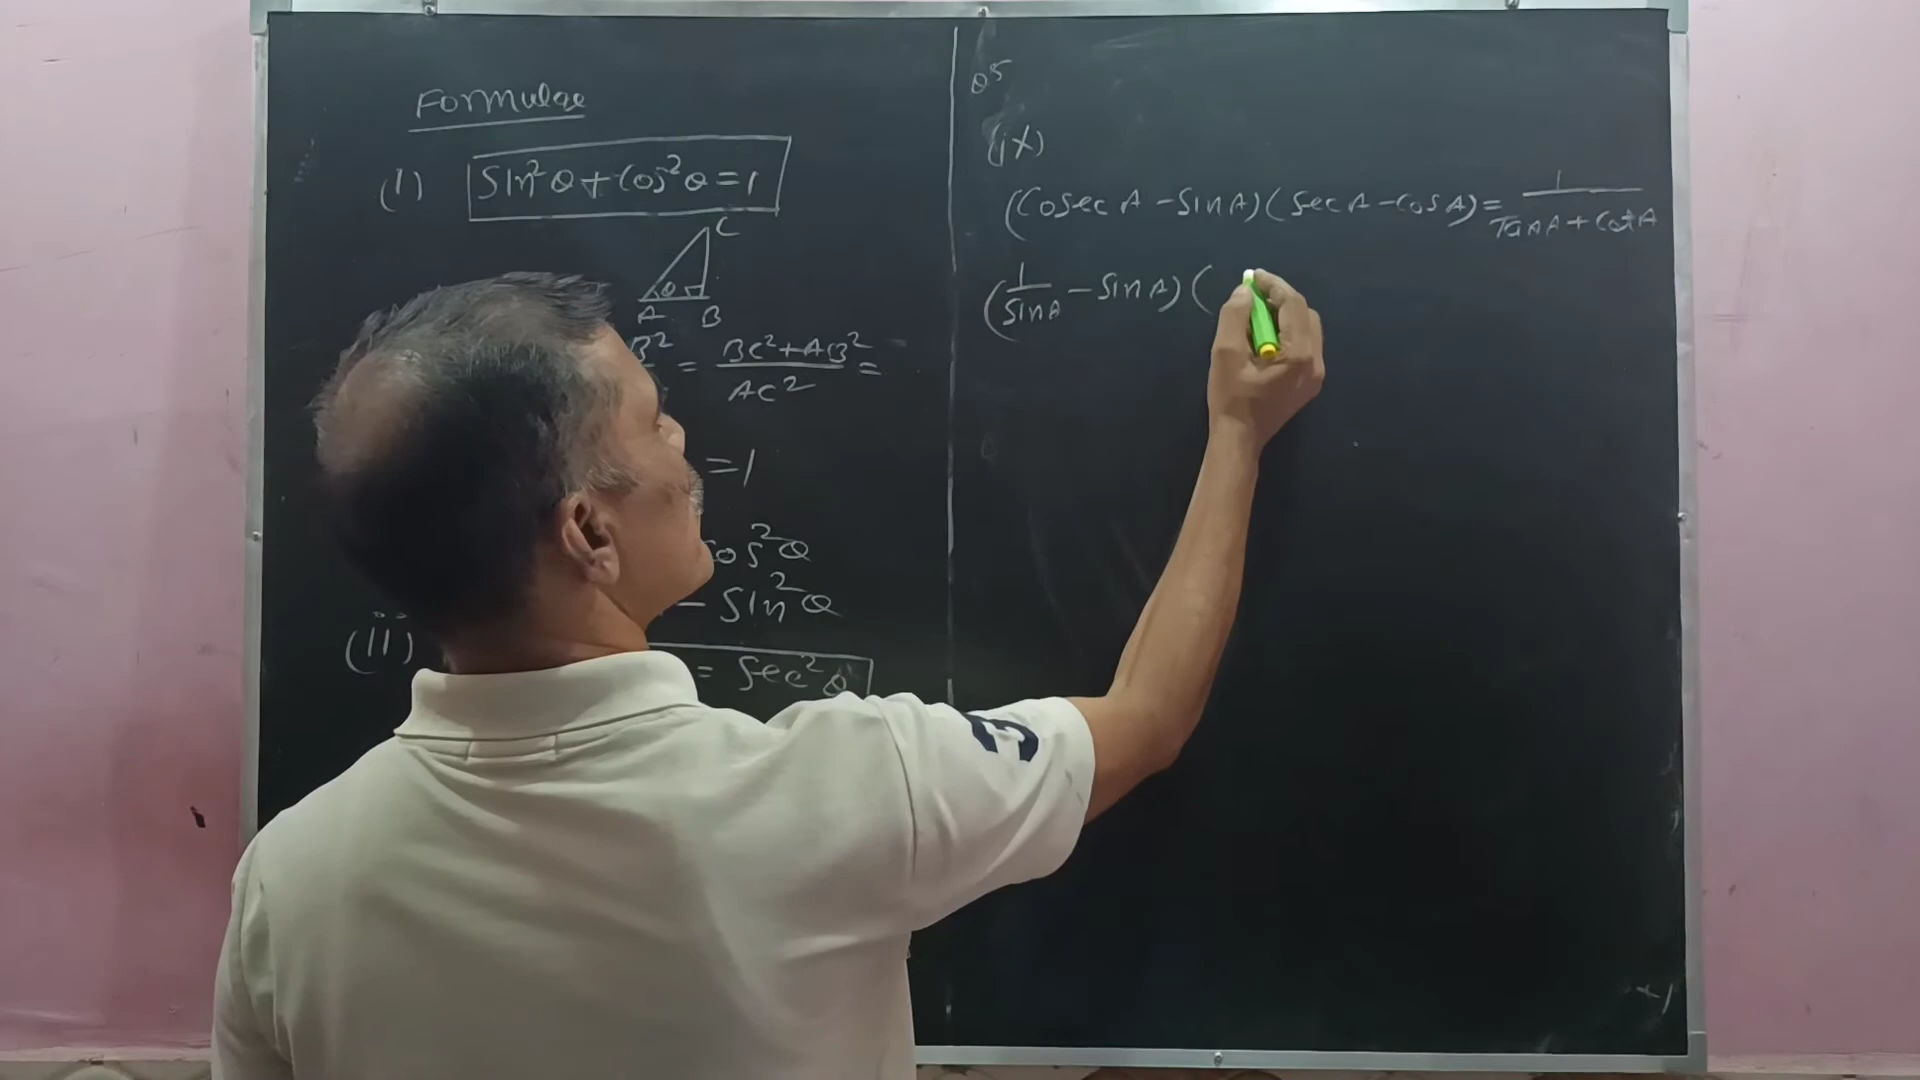 Formulae
(i) Sin²θ + Cos²θ = 1
C
θ
A B
B² = BC² + AB² / AC² =
= 1
cos²θ
- Sin²θ
(ii) = Sec²θ
Q5
(ix)
(Cosec A - Sin A)(Sec A - Cos A) = 1 / Tan A + Cot A
(1 / Sin A - Sin A)(